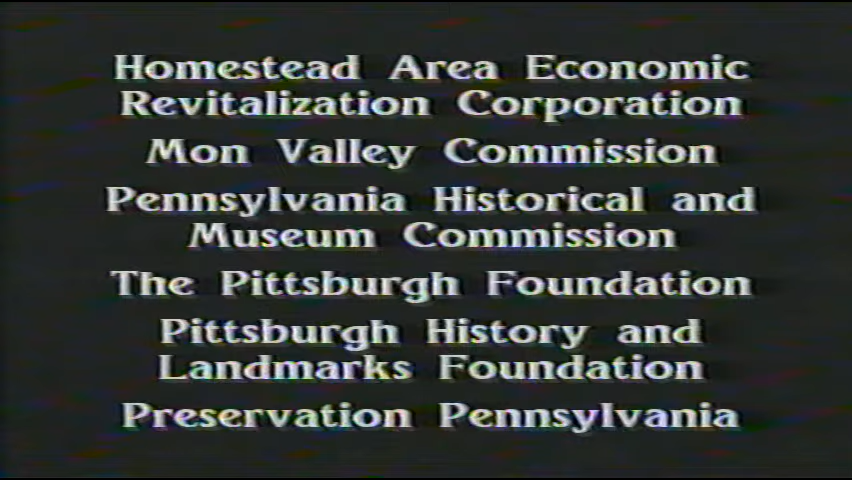 Homestead Area Economic
Revitalization Corporation
Mon Valley Commission
Pennsylvania Historical and
Museum Commission
The Pittsburgh Foundation
Pittsburgh History and
Landmarks Foundation
Preservation Pennsylvania